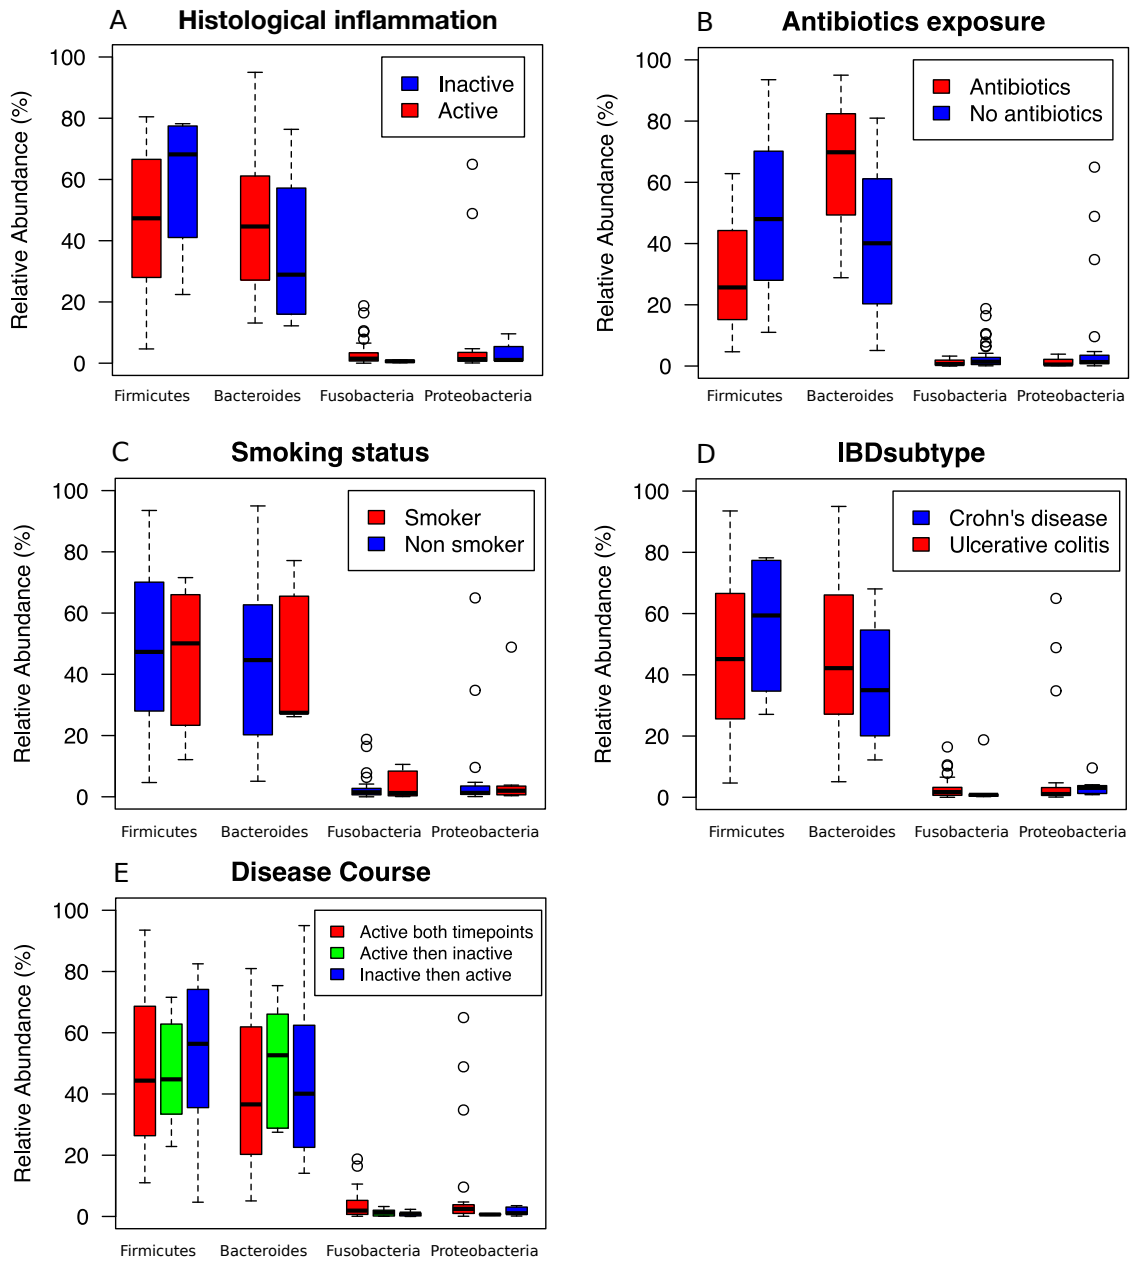 A Histological inflammation
Relative Abundance (%)
100
80
60
40
20
0
Inactive
Active
Firmicutes Bacteroides Fusobacteria Proteobacteria
B Antibiotics exposure
Relative Abundance (%)
100
80
60
40
20
0
Antibiotics
No antibiotics
Firmicutes Bacteroides Fusobacteria Proteobacteria
C Smoking status
Relative Abundance (%)
100
80
60
40
20
0
Smoker
Non smoker
Firmicutes Bacteroides Fusobacteria Proteobacteria
D IBDsubtype
Relative Abundance (%)
100
80
60
40
20
0
Crohn's disease
Ulcerative colitis
Firmicutes Bacteroides Fusobacteria Proteobacteria
E Disease Course
Relative Abundance (%)
100
80
60
40
20
0
Active both timepoints
Active then inactive
Inactive then active
Firmicutes Bacteroides Fusobacteria Proteobacteria